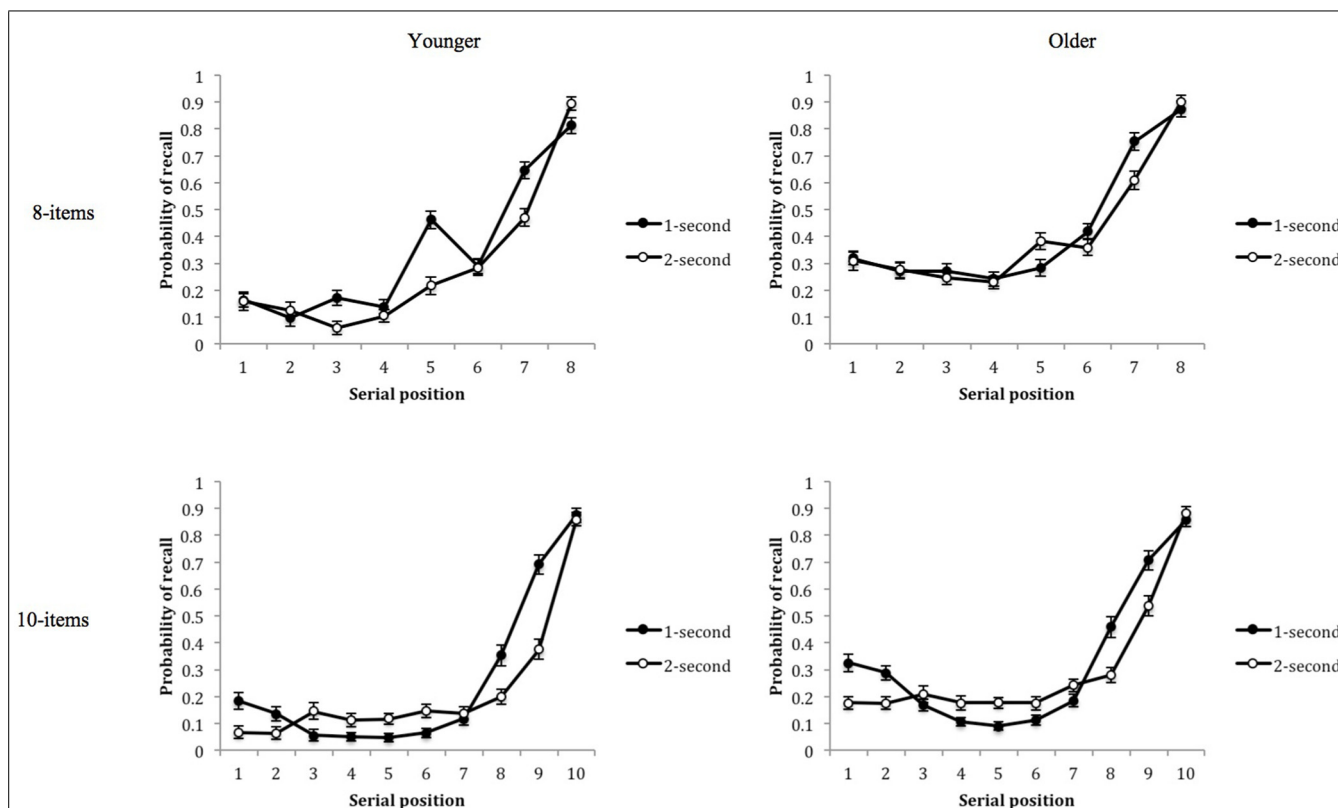 Younger
Older
8-items
Probability of recall
1
0.9
0.8
0.7
0.6
0.5
0.4
0.3
0.2
0.1
0
1 2 3 4 5 6 7 8
Serial position
1-second
2-second
Probability of recall
1
0.9
0.8
0.7
0.6
0.5
0.4
0.3
0.2
0.1
0
1 2 3 4 5 6 7 8
Serial position
1-second
2-second
10-items
Probability of recall
1
0.9
0.8
0.7
0.6
0.5
0.4
0.3
0.2
0.1
0
1 2 3 4 5 6 7 8 9 10
Serial position
1-second
2-second
Probability of recall
1
0.9
0.8
0.7
0.6
0.5
0.4
0.3
0.2
0.1
0
1 2 3 4 5 6 7 8 9 10
Serial position
1-second
2-second